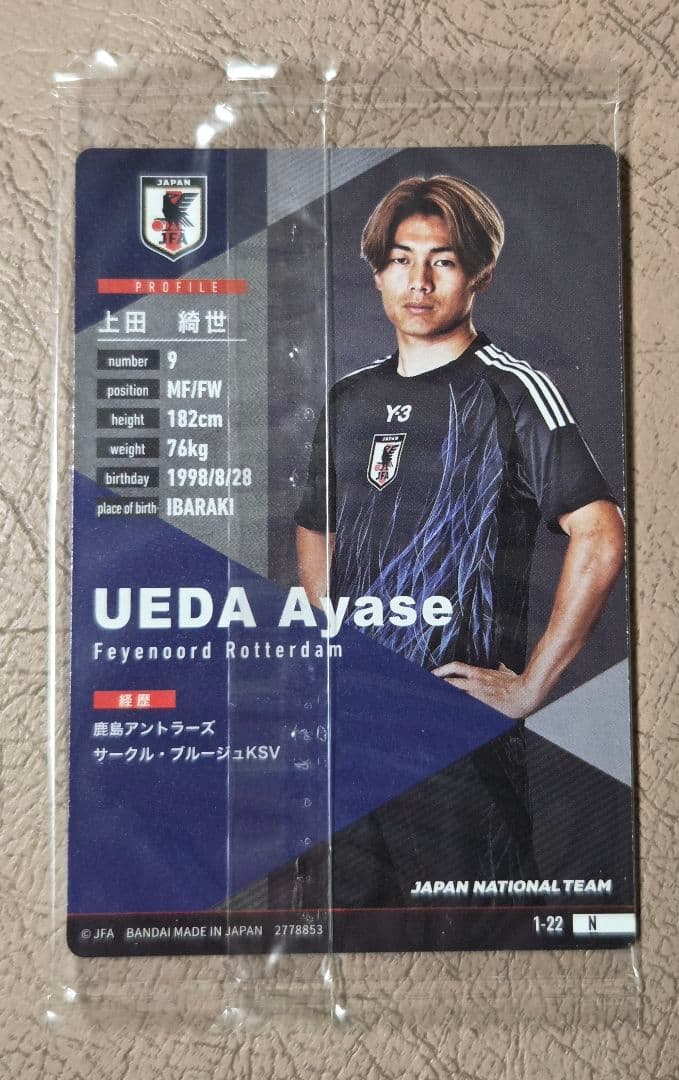 JAPAN
JFA
PROFILE
上田 綺世
number 9
position MF/FW
height 182cm
weight 76kg
birthday 1998/8/28
place of birth IBARAKI
Y-3
JFA
UEDA Ayase
Feyenoord Rotterdam
経歴
鹿島アントラーズ
サークル・ブルージュKSV
JAPAN NATIONAL TEAM
© JFA BANDAI MADE IN JAPAN 2778853
1-22 N